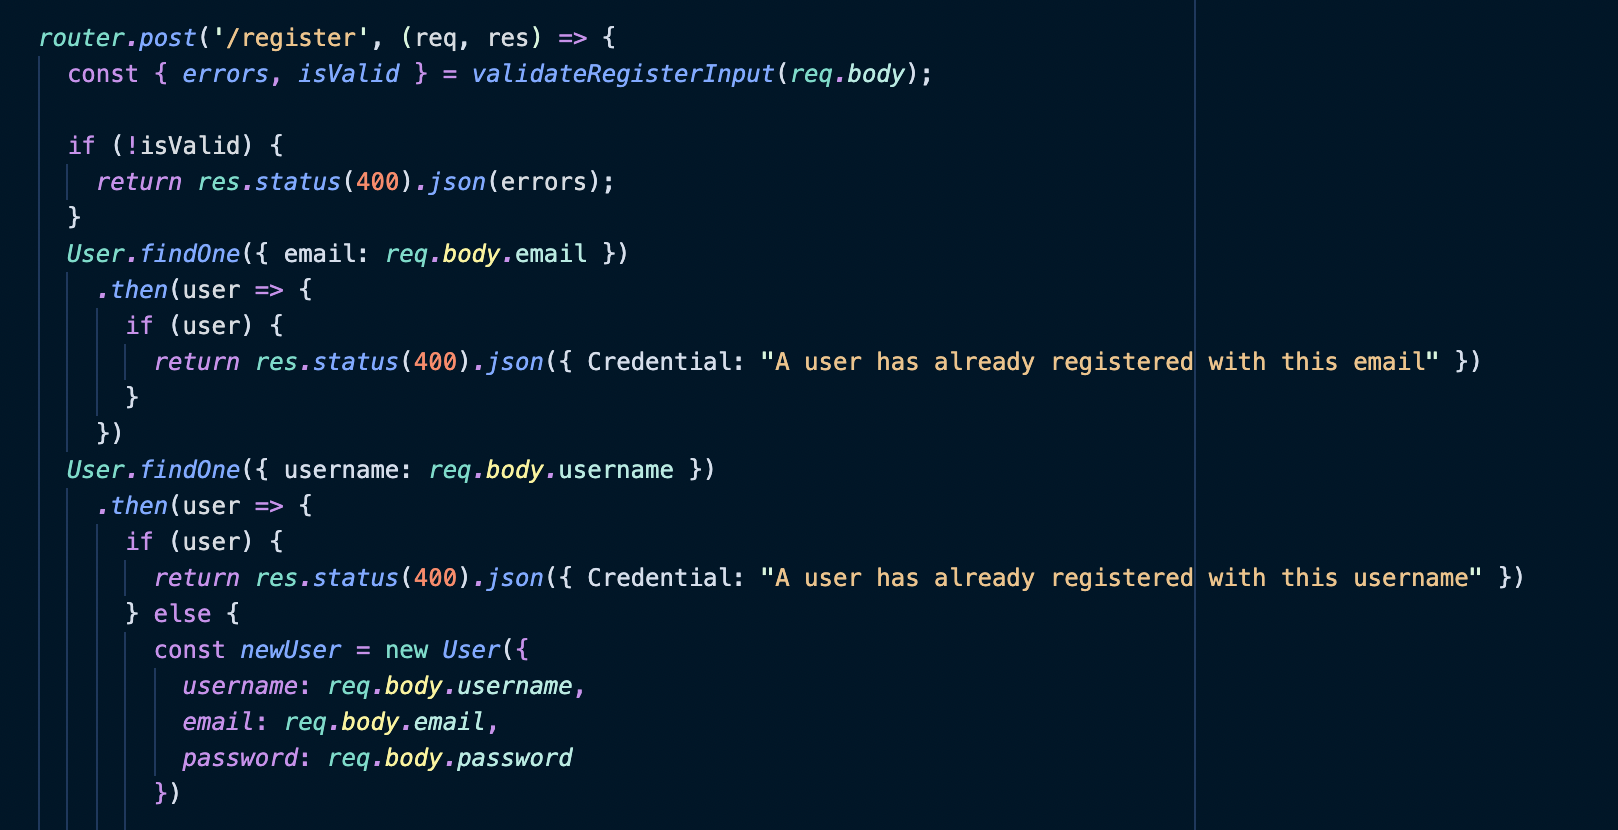 router.post('/register', (req, res) => {
  const { errors, isValid } = validateRegisterInput(req.body);

  if (!isValid) {
    return res.status(400).json(errors);
  }
  User.findOne({ email: req.body.email })
    .then(user => {
      if (user) {
        return res.status(400).json({ Credential: "A user has already registered with this email" })
      }
    })
  User.findOne({ username: req.body.username })
    .then(user => {
      if (user) {
        return res.status(400).json({ Credential: "A user has already registered with this username" })
      } else {
        const newUser = new User({
          username: req.body.username,
          email: req.body.email,
          password: req.body.password
        })